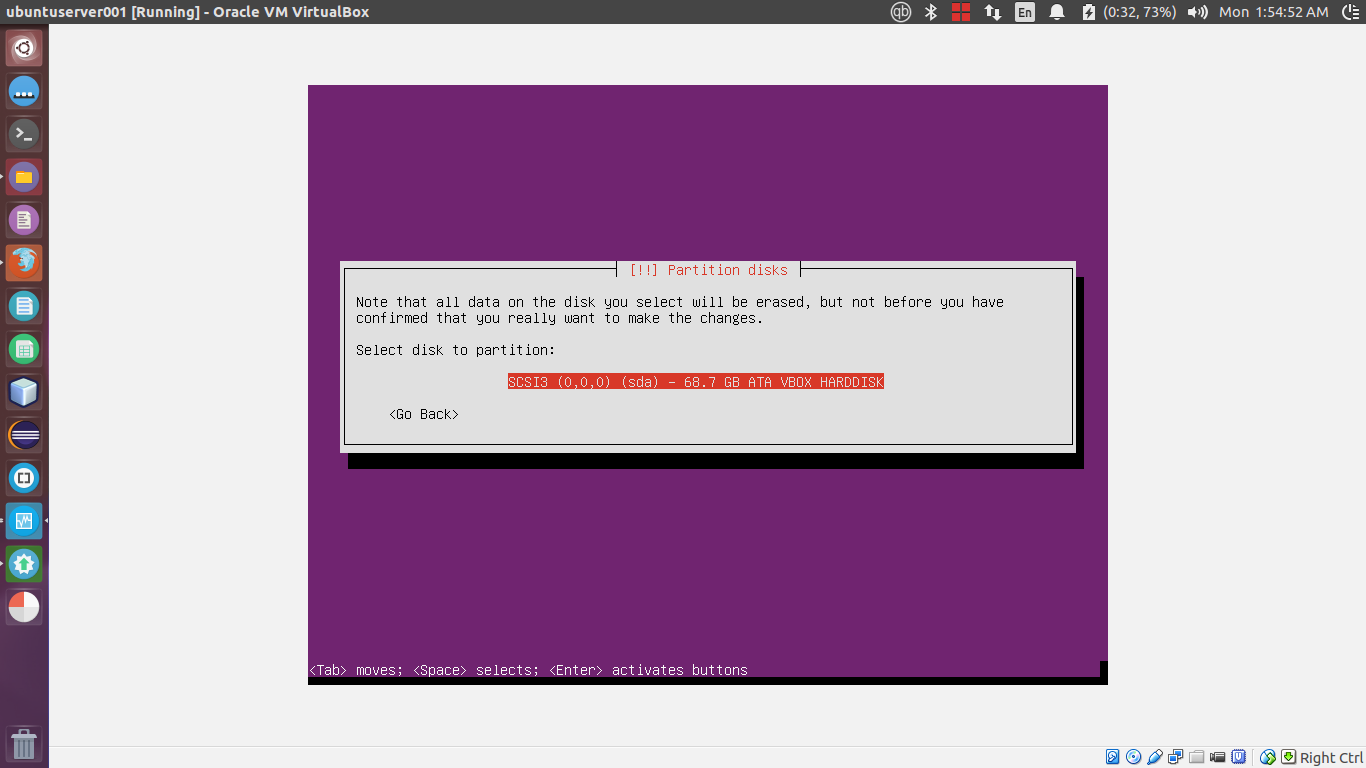 ubuntuserver001 [Running] - Oracle VM VirtualBox
qb En (0:32, 73%) Mon 1:54:52 AM
[!!] Partition disks
Note that all data on the disk you select will be erased, but not before you have
confirmed that you really want to make the changes.
Select disk to partition:
SCSI3 (0,0,0) (sda) - 68.7 GB ATA VBOX HARDDISK
<Go Back>
<Tab> moves; <Space> selects; <Enter> activates buttons
Right Ctrl